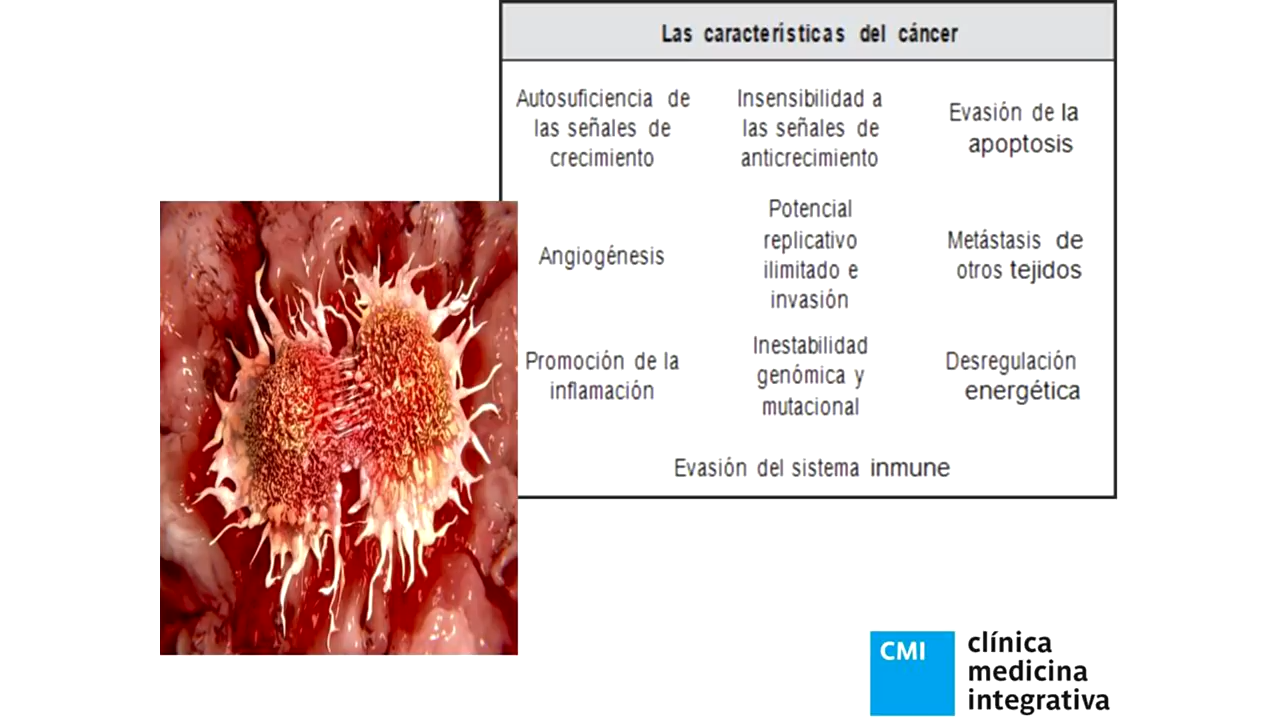 Las características del cáncer
Autosuficiencia de
las señales de
crecimiento
Insensibilidad a
las señales de
anticrecimiento
Evasión de la
apoptosis
Angiogénesis
Potencial
replicativo
ilimitado e
invasión
Metástasis de
otros tejidos
Promoción de la
inflamación
Inestabilidad
genómica y
mutacional
Desregulación
energética
Evasión del sistema inmune
CMI
clínica
medicina
integrativa